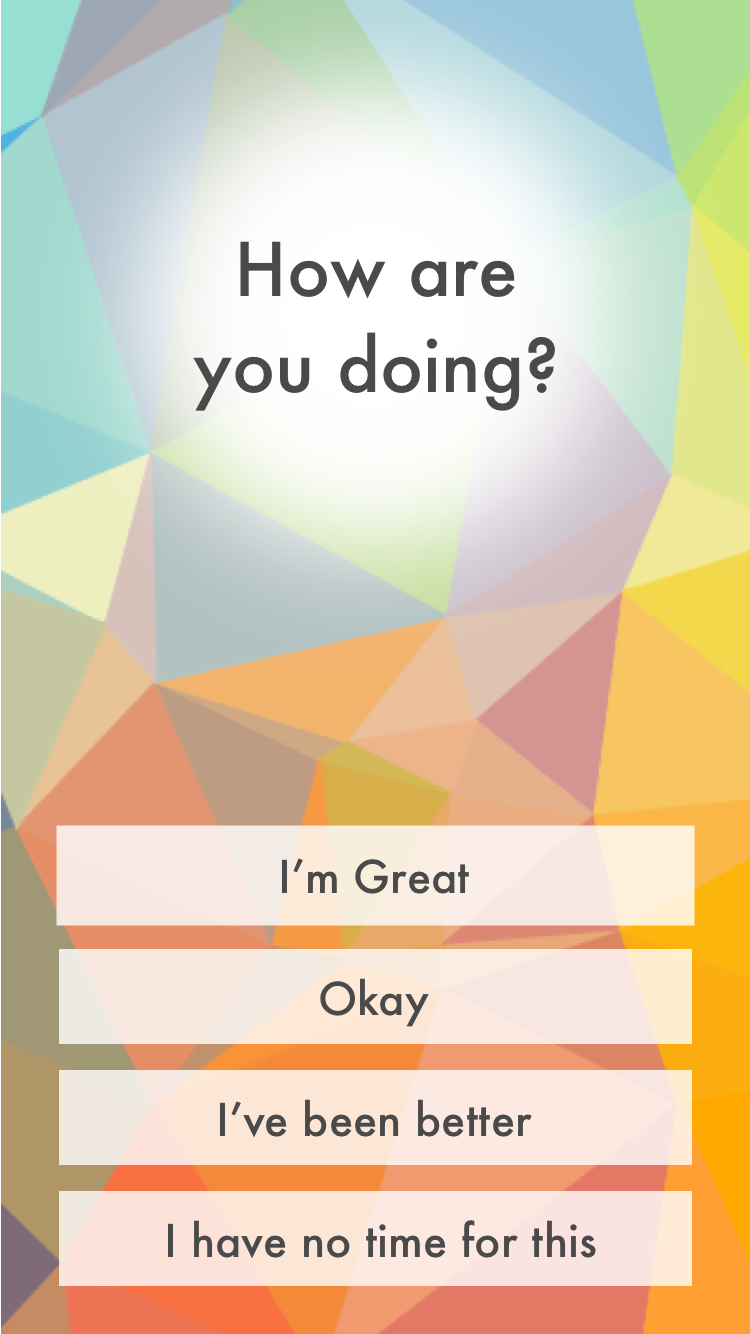 How are
you doing?
I’m Great
Okay
I’ve been better
I have no time for this